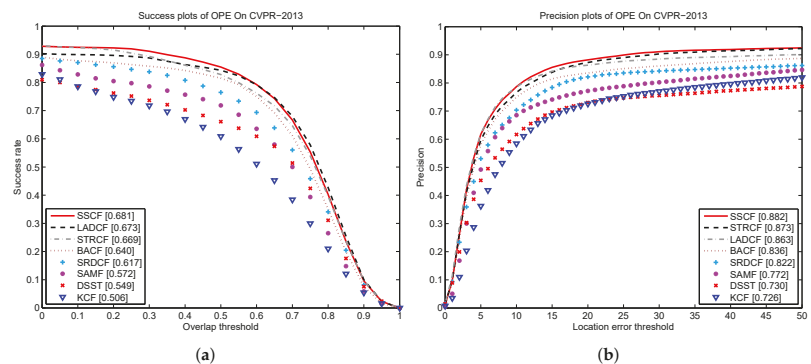 Success plots of OPE On CVPR−2013
1
0.9
0.8
0.7
0.6
0.5
0.4
0.3
0.2
0.1
0
Success rate
SSCF [0.681]
LADCF [0.673]
STRCF [0.669]
BACF [0.640]
SRDCF [0.617]
SAMF [0.572]
DSST [0.549]
KCF [0.506]
0 0.1 0.2 0.3 0.4 0.5 0.6 0.7 0.8 0.9 1
Overlap threshold
(a)
Precision plots of OPE On CVPR−2013
1
0.9
0.8
0.7
0.6
0.5
0.4
0.3
0.2
0.1
0
Precision
SSCF [0.882]
STRCF [0.873]
LADCF [0.863]
BACF [0.836]
SRDCF [0.822]
SAMF [0.772]
DSST [0.730]
KCF [0.726]
0 5 10 15 20 25 30 35 40 45 50
Location error threshold
(b)